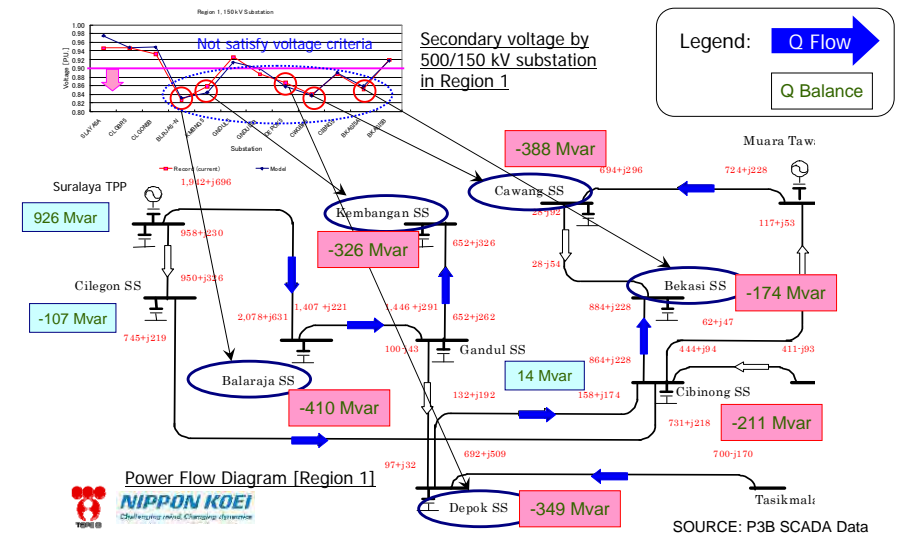 Region 1, 150 kV Substation
1.00
0.98
0.96
0.94
0.92
0.90
0.88
0.86
0.84
0.82
0.80
Voltage [P.U.]
Not satisfy voltage criteria
Substation
Record (current)
Model
Secondary voltage by
500/150 kV substation
in Region 1
Legend:
Q Flow
Q Balance
-388 Mvar
694+j296
724+j228
Muara Taw
Suralaya TPP
1,942+j696
Cawang SS
926 Mvar
Kembangan SS
28-j92
117+j53
958+j230
-326 Mvar
652+j326
28-j54
950+j326
Cilegon SS
Bekasi SS
-174 Mvar
-107 Mvar
2,078+j631
1,407 +j221
1,446 +j291
652+j262
884+j228
62+j47
745+j219
100-j43
Gandul SS
444+j94
411-j93
864+j228
14 Mvar
Balaraja SS
132+j192
158+j174
Cibinong SS
-410 Mvar
731+j218
-211 Mvar
692+j509
700-j170
97+j32
Power Flow Diagram [Region 1]
TEPCO
NIPPON KOEI
Challenging mind, Changing dynamics
Depok SS
-349 Mvar
Tasikmala
SOURCE: P3B SCADA Data